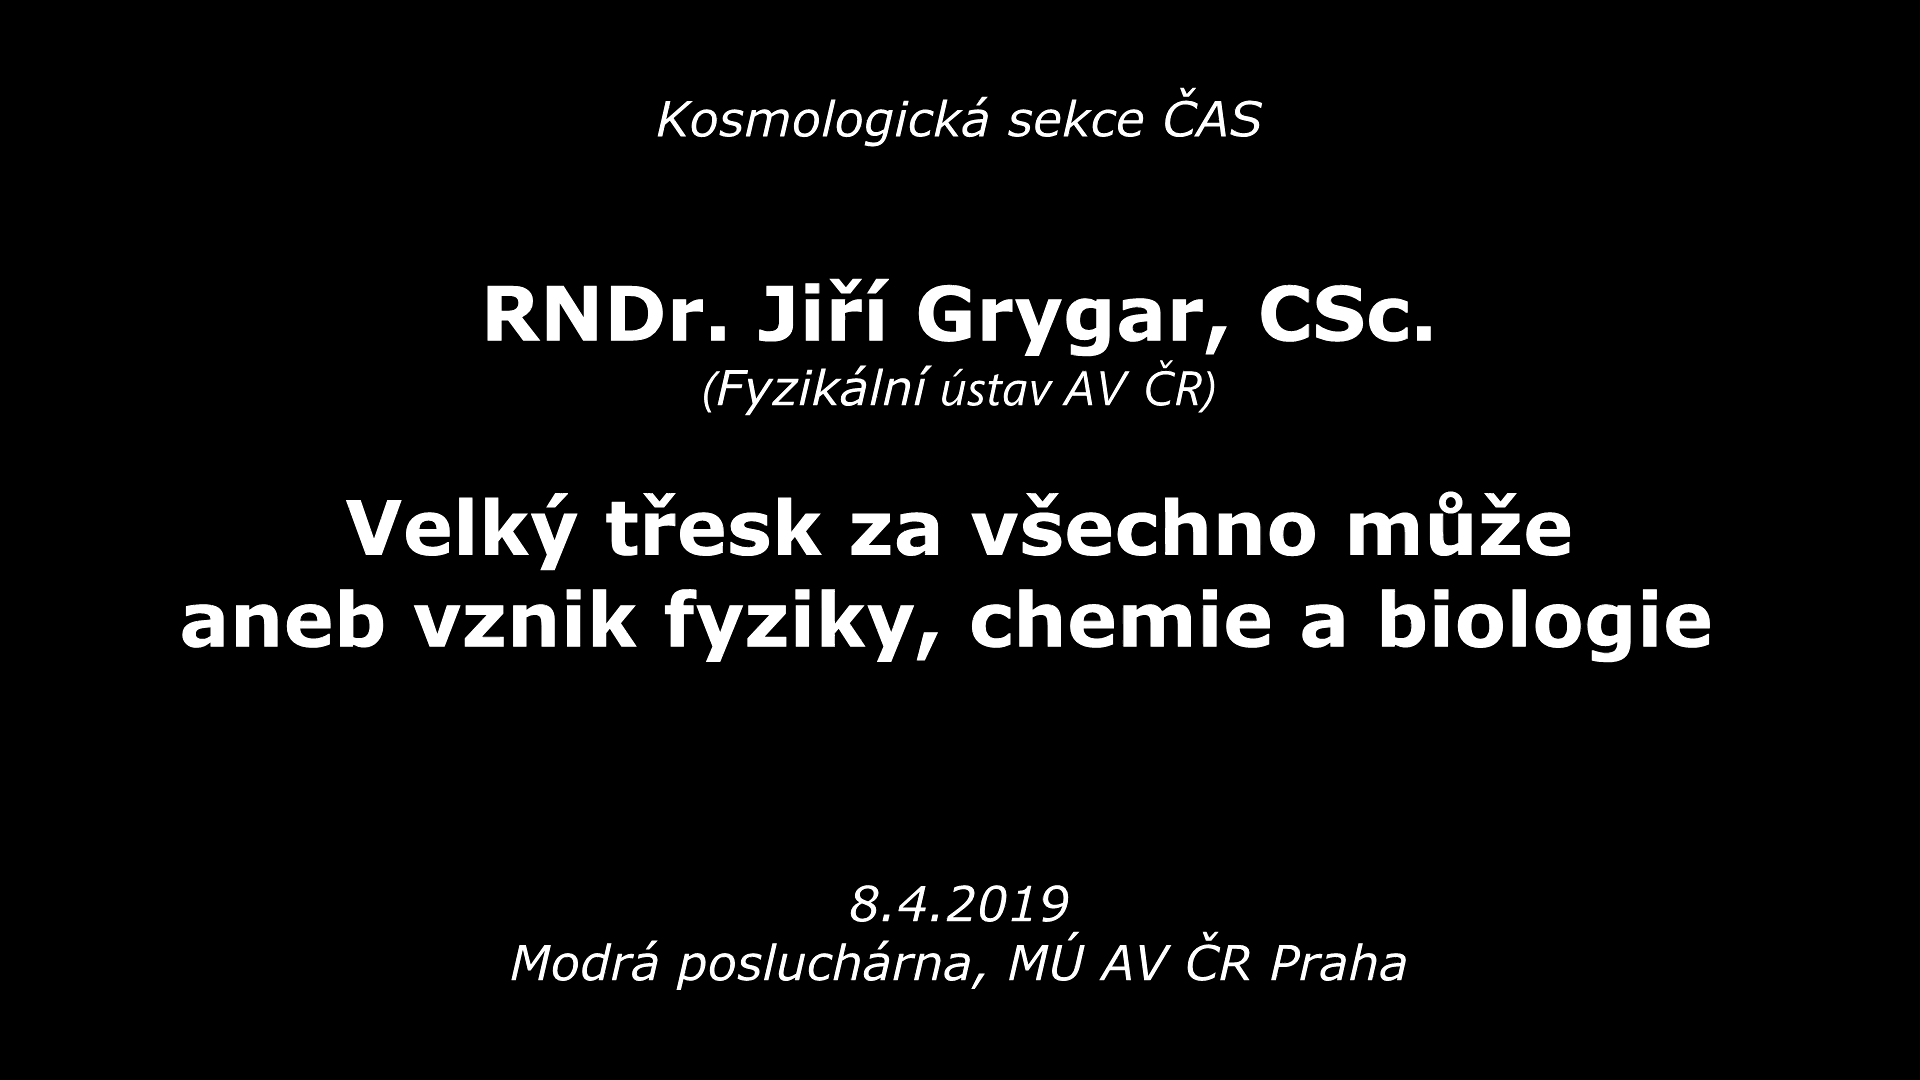 Kosmologická sekce ČAS
RNDr. Jiří Grygar, CSc.
(Fyzikální ústav AV ČR)
Velký třesk za všechno může
aneb vznik fyziky, chemie a biologie
8.4.2019
Modrá posluchárna, MÚ AV ČR Praha